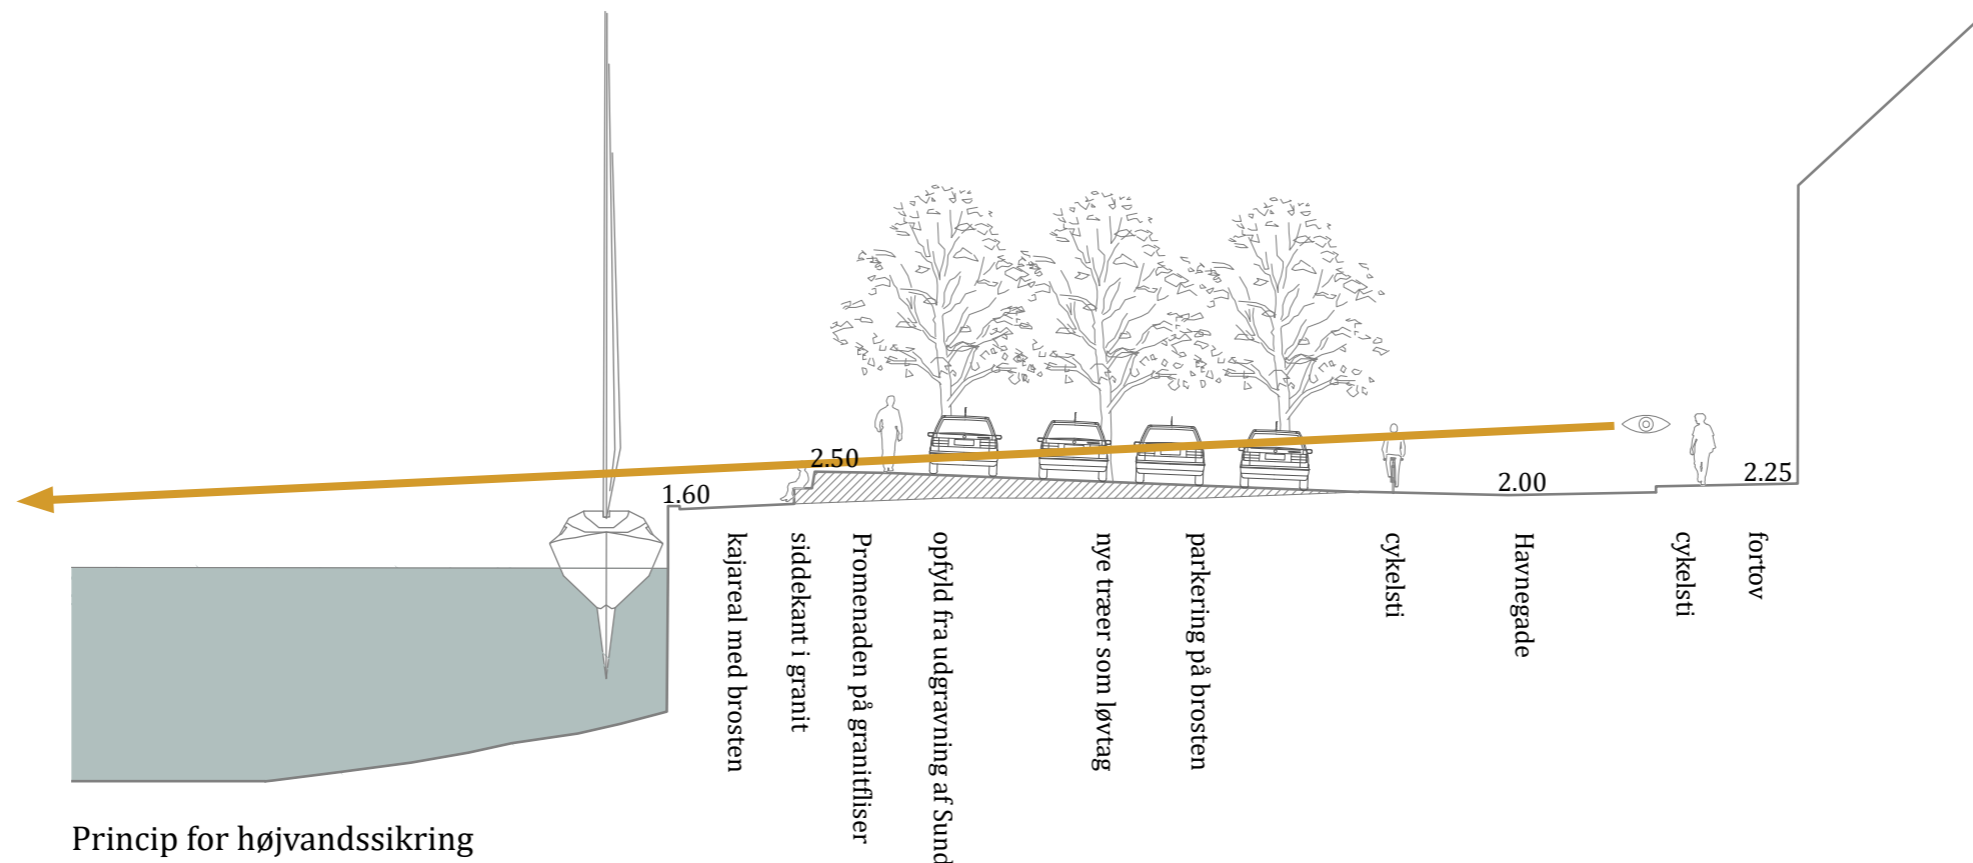 2.50
1.60
2.00
2.25
kajareal med brosten
siddekant i granit
Promenaden på granitfliser
opfyld fra udgravning af Sund
nye træer som løvtag
parkering på brosten
cykelsti
Havnegade
cykelsti
fortov
Princip for højvandssikring